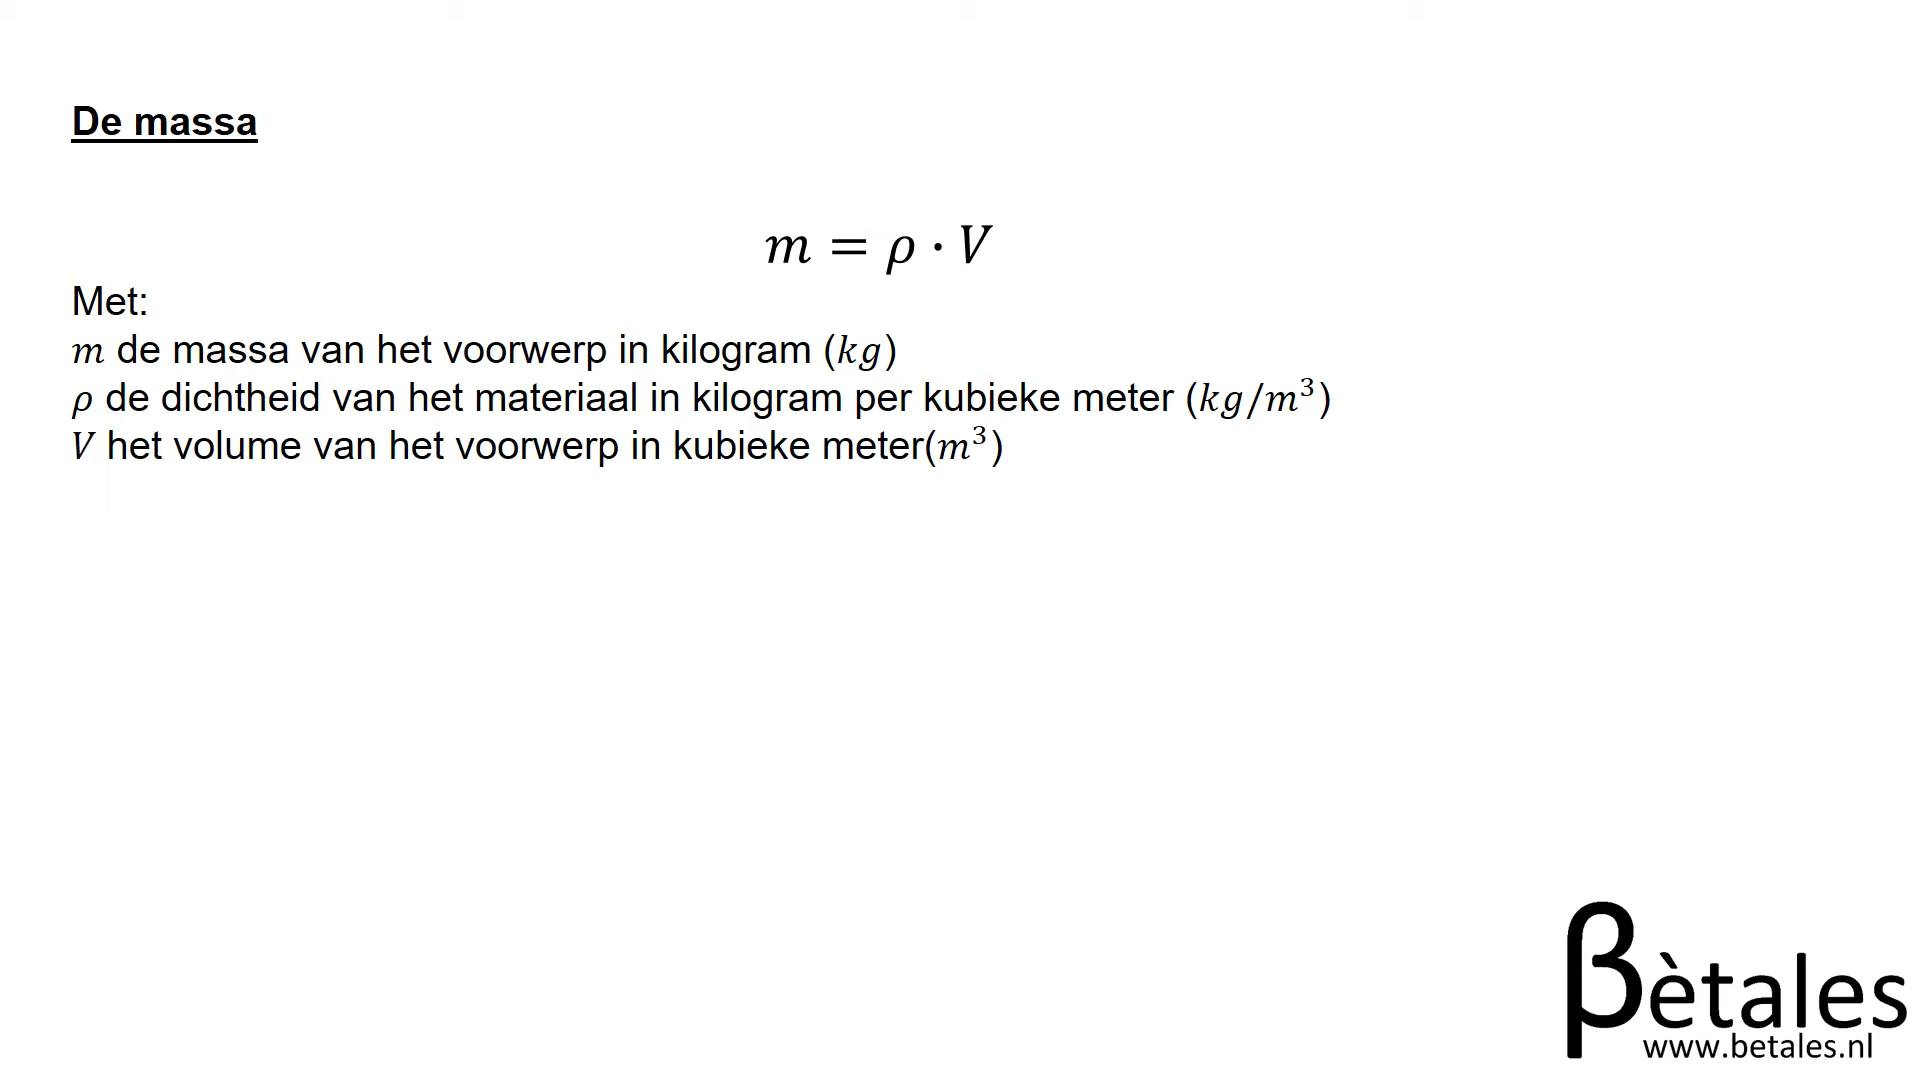 De massa
m = ρ · V
Met:
m de massa van het voorwerp in kilogram (kg)
ρ de dichtheid van het materiaal in kilogram per kubieke meter (kg/m³)
V het volume van het voorwerp in kubieke meter(m³)
βètales
www.betales.nl